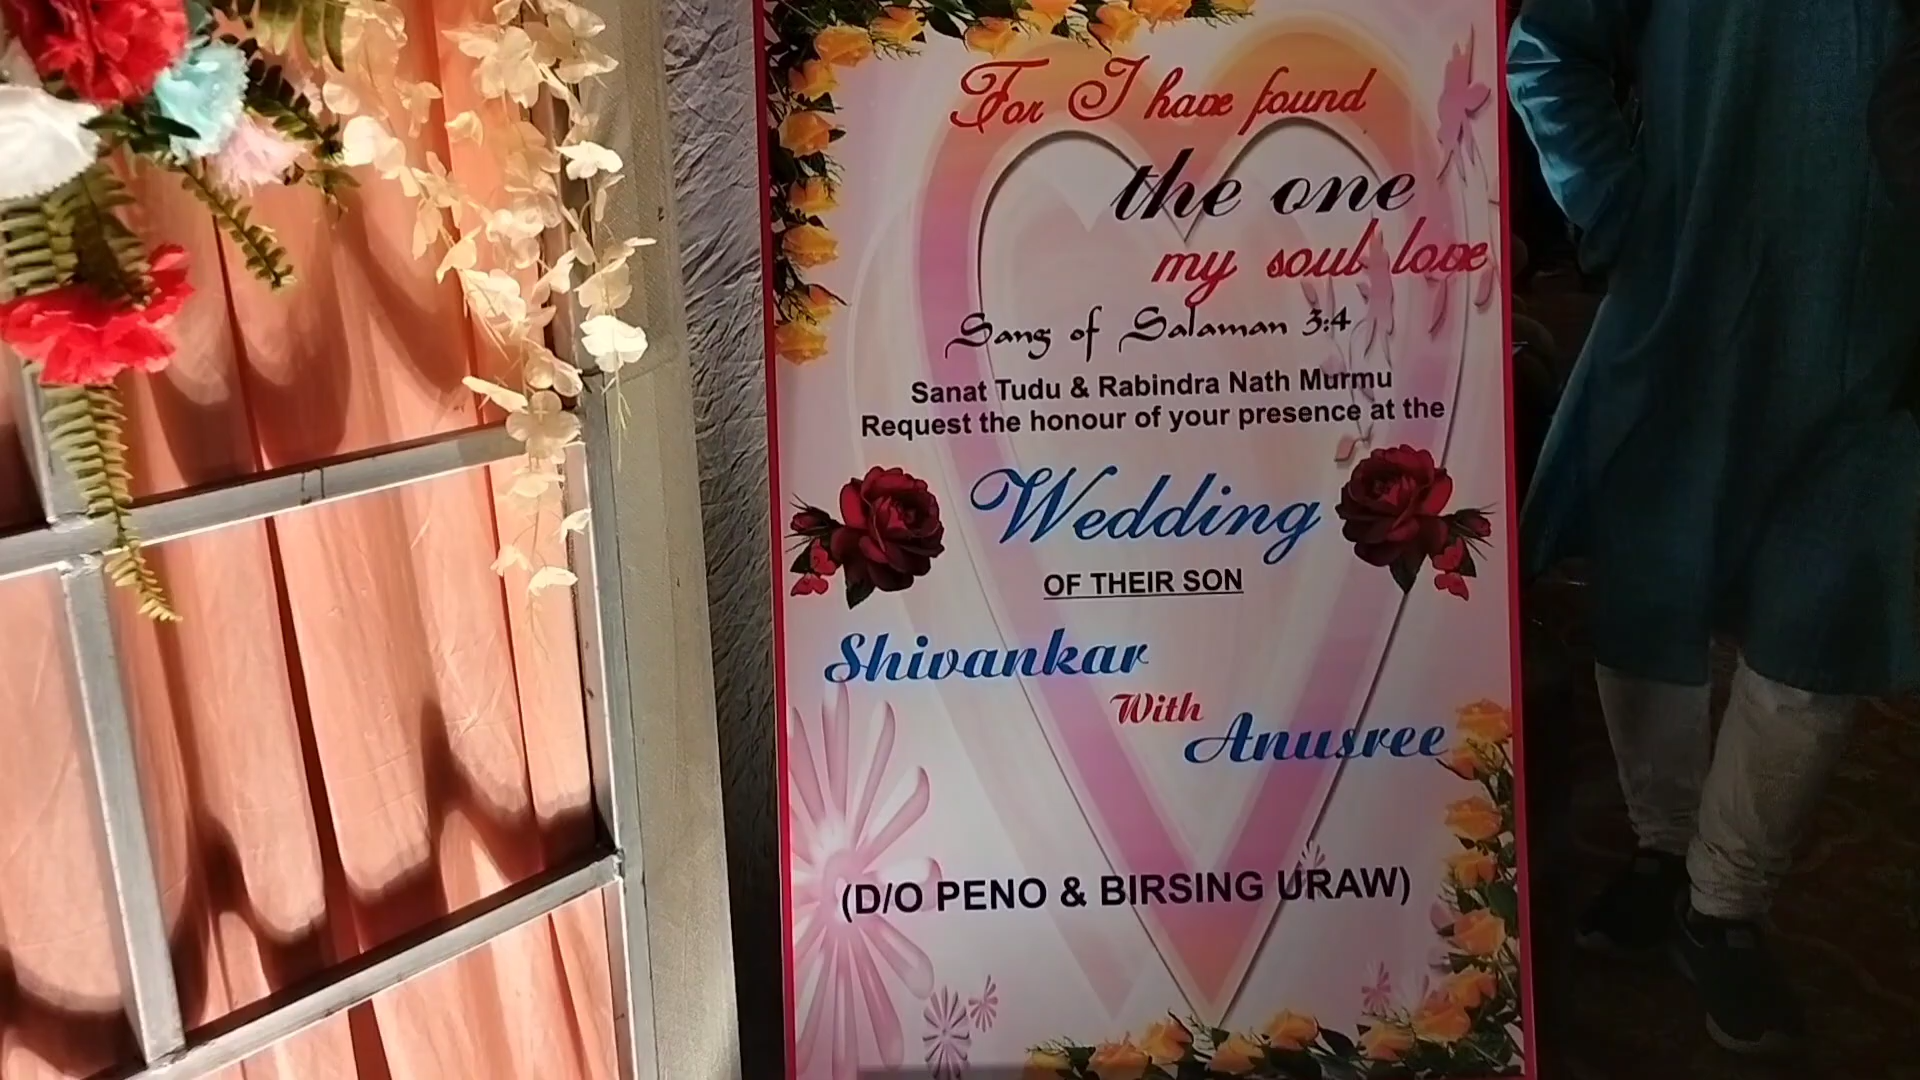 For I have found
the one
my soul love
Sang of Salaman 3:4
Sanat Tudu & Rabindra Nath Murmu
Request the honour of your presence at the
Wedding
OF THEIR SON
Shivankar
With
Anusree
(D/O PENO & BIRSING URAW)